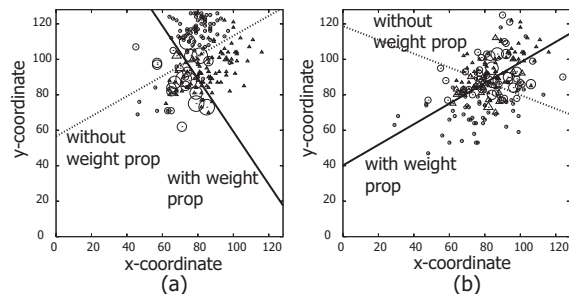 120
100
80
60
40
20
0
y-coordinate
without
weight prop
with weight
prop
0 20 40 60 80 100 120
x-coordinate
(a)
120
100
80
60
40
20
0
y-coordinate
without
weight prop
with weight
prop
0 20 40 60 80 100 120
x-coordinate
(b)